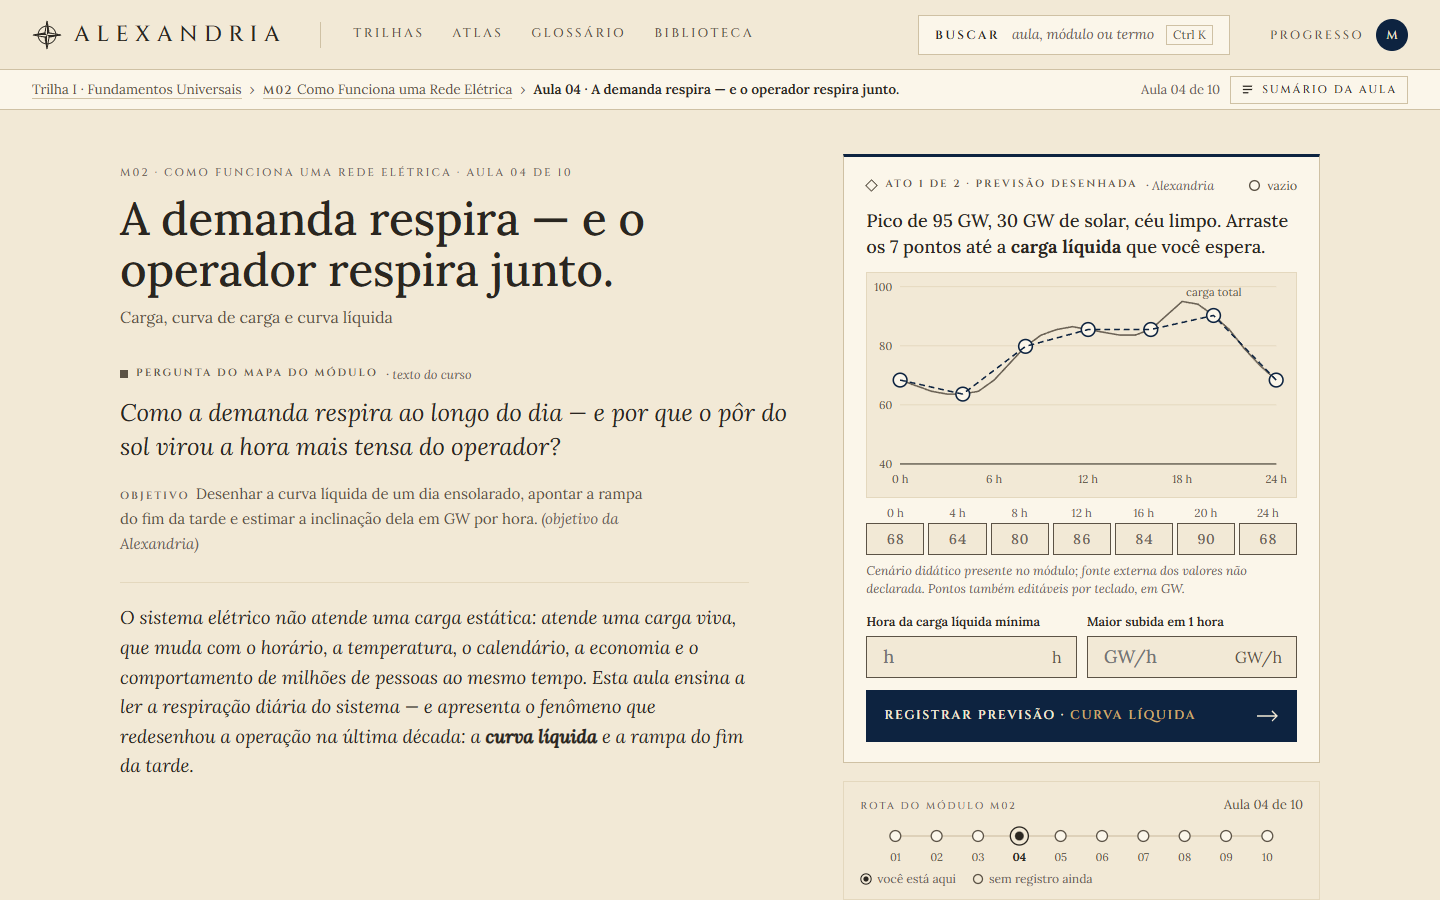 ALEXANDRIA
TRILHAS ATLAS GLOSSÁRIO BIBLIOTECA
BUSCAR aula, módulo ou termo Ctrl K
PROGRESSO M
Trilha I · Fundamentos Universais › M02 Como Funciona uma Rede Elétrica › Aula 04 · A demanda respira — e o operador respira junto.
Aula 04 de 10 SUMÁRIO DA AULA
M02 · COMO FUNCIONA UMA REDE ELÉTRICA · AULA 04 DE 10
A demanda respira — e o
operador respira junto.
Carga, curva de carga e curva líquida
PERGUNTA DO MAPA DO MÓDULO · texto do curso
Como a demanda respira ao longo do dia — e por que o pôr do
sol virou a hora mais tensa do operador?
OBJETIVO Desenhar a curva líquida de um dia ensolarado, apontar a rampa
do fim da tarde e estimar a inclinação dela em GW por hora. (objetivo da
Alexandria)
O sistema elétrico não atende uma carga estática: atende uma carga viva,
que muda com o horário, a temperatura, o calendário, a economia e o
comportamento de milhões de pessoas ao mesmo tempo. Esta aula ensina a
ler a respiração diária do sistema — e apresenta o fenômeno que
redesenhou a operação na última década: a curva líquida e a rampa do fim
da tarde.
ATO 1 DE 2 · PREVISÃO DESENHADA · Alexandria vazio
Pico de 95 GW, 30 GW de solar, céu limpo. Arraste
os 7 pontos até a carga líquida que você espera.
100
carga total
80
60
40
0 h 6 h 12 h 18 h 24 h
0 h 4 h 8 h 12 h 16 h 20 h 24 h
68 64 80 86 84 90 68
Cenário didático presente no módulo; fonte externa dos valores não
declarada. Pontos também editáveis por teclado, em GW.
Hora da carga líquida mínima Maior subida em 1 hora
h h GW/h GW/h
REGISTRAR PREVISÃO · CURVA LÍQUIDA
ROTA DO MÓDULO M02 Aula 04 de 10
01 02 03 04 05 06 07 08 09 10
você está aqui sem registro ainda